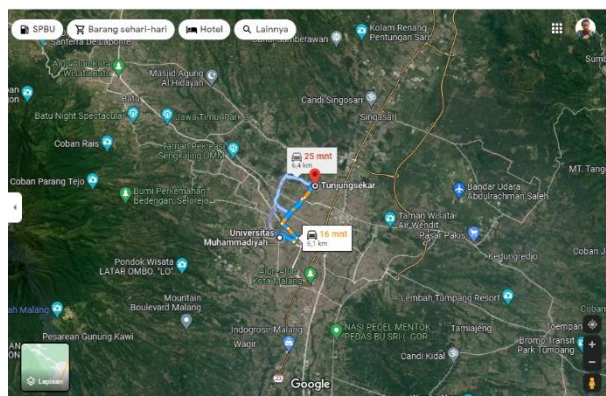 SPBU
Barang sehari-hari
Hotel
Lainnya
Kolam Renang
Pentungan Sari
Masjid Agung
Al Hidayah
Batu
Candi Singosari
Singosari
Batu Night Spectacular
Jawa Timur Park
Coban Rais
Taman Rekreasi
Sengkaling UMM
25 mnt
6,4 km
Tunjungsekar
Coban Parang Tejo
Bumi Perkemahan
Bedengan, Selorejo
Bandar Udara
Abdulrachman Saleh
Taman Wisata
Air Wendit
Pasar Pakis
Universitas
Muhammadiyah...
16 mnt
6,1 km
Kedungrejo
Pondok Wisata
LATAR OMBO, "LO"
Alun-Alun
Kota Malang
Mountain
Boulevard Malang
Lembah Tumpang Resort
Pesarean Gunung Kawi
Indogrosir Malang
Wagir
NASI PECEL MENTOK
PEDAS BU SRI (
Tamiajeng
Candi Kidal
Bromo Transit
Park Tumpang
Lapisan
Google